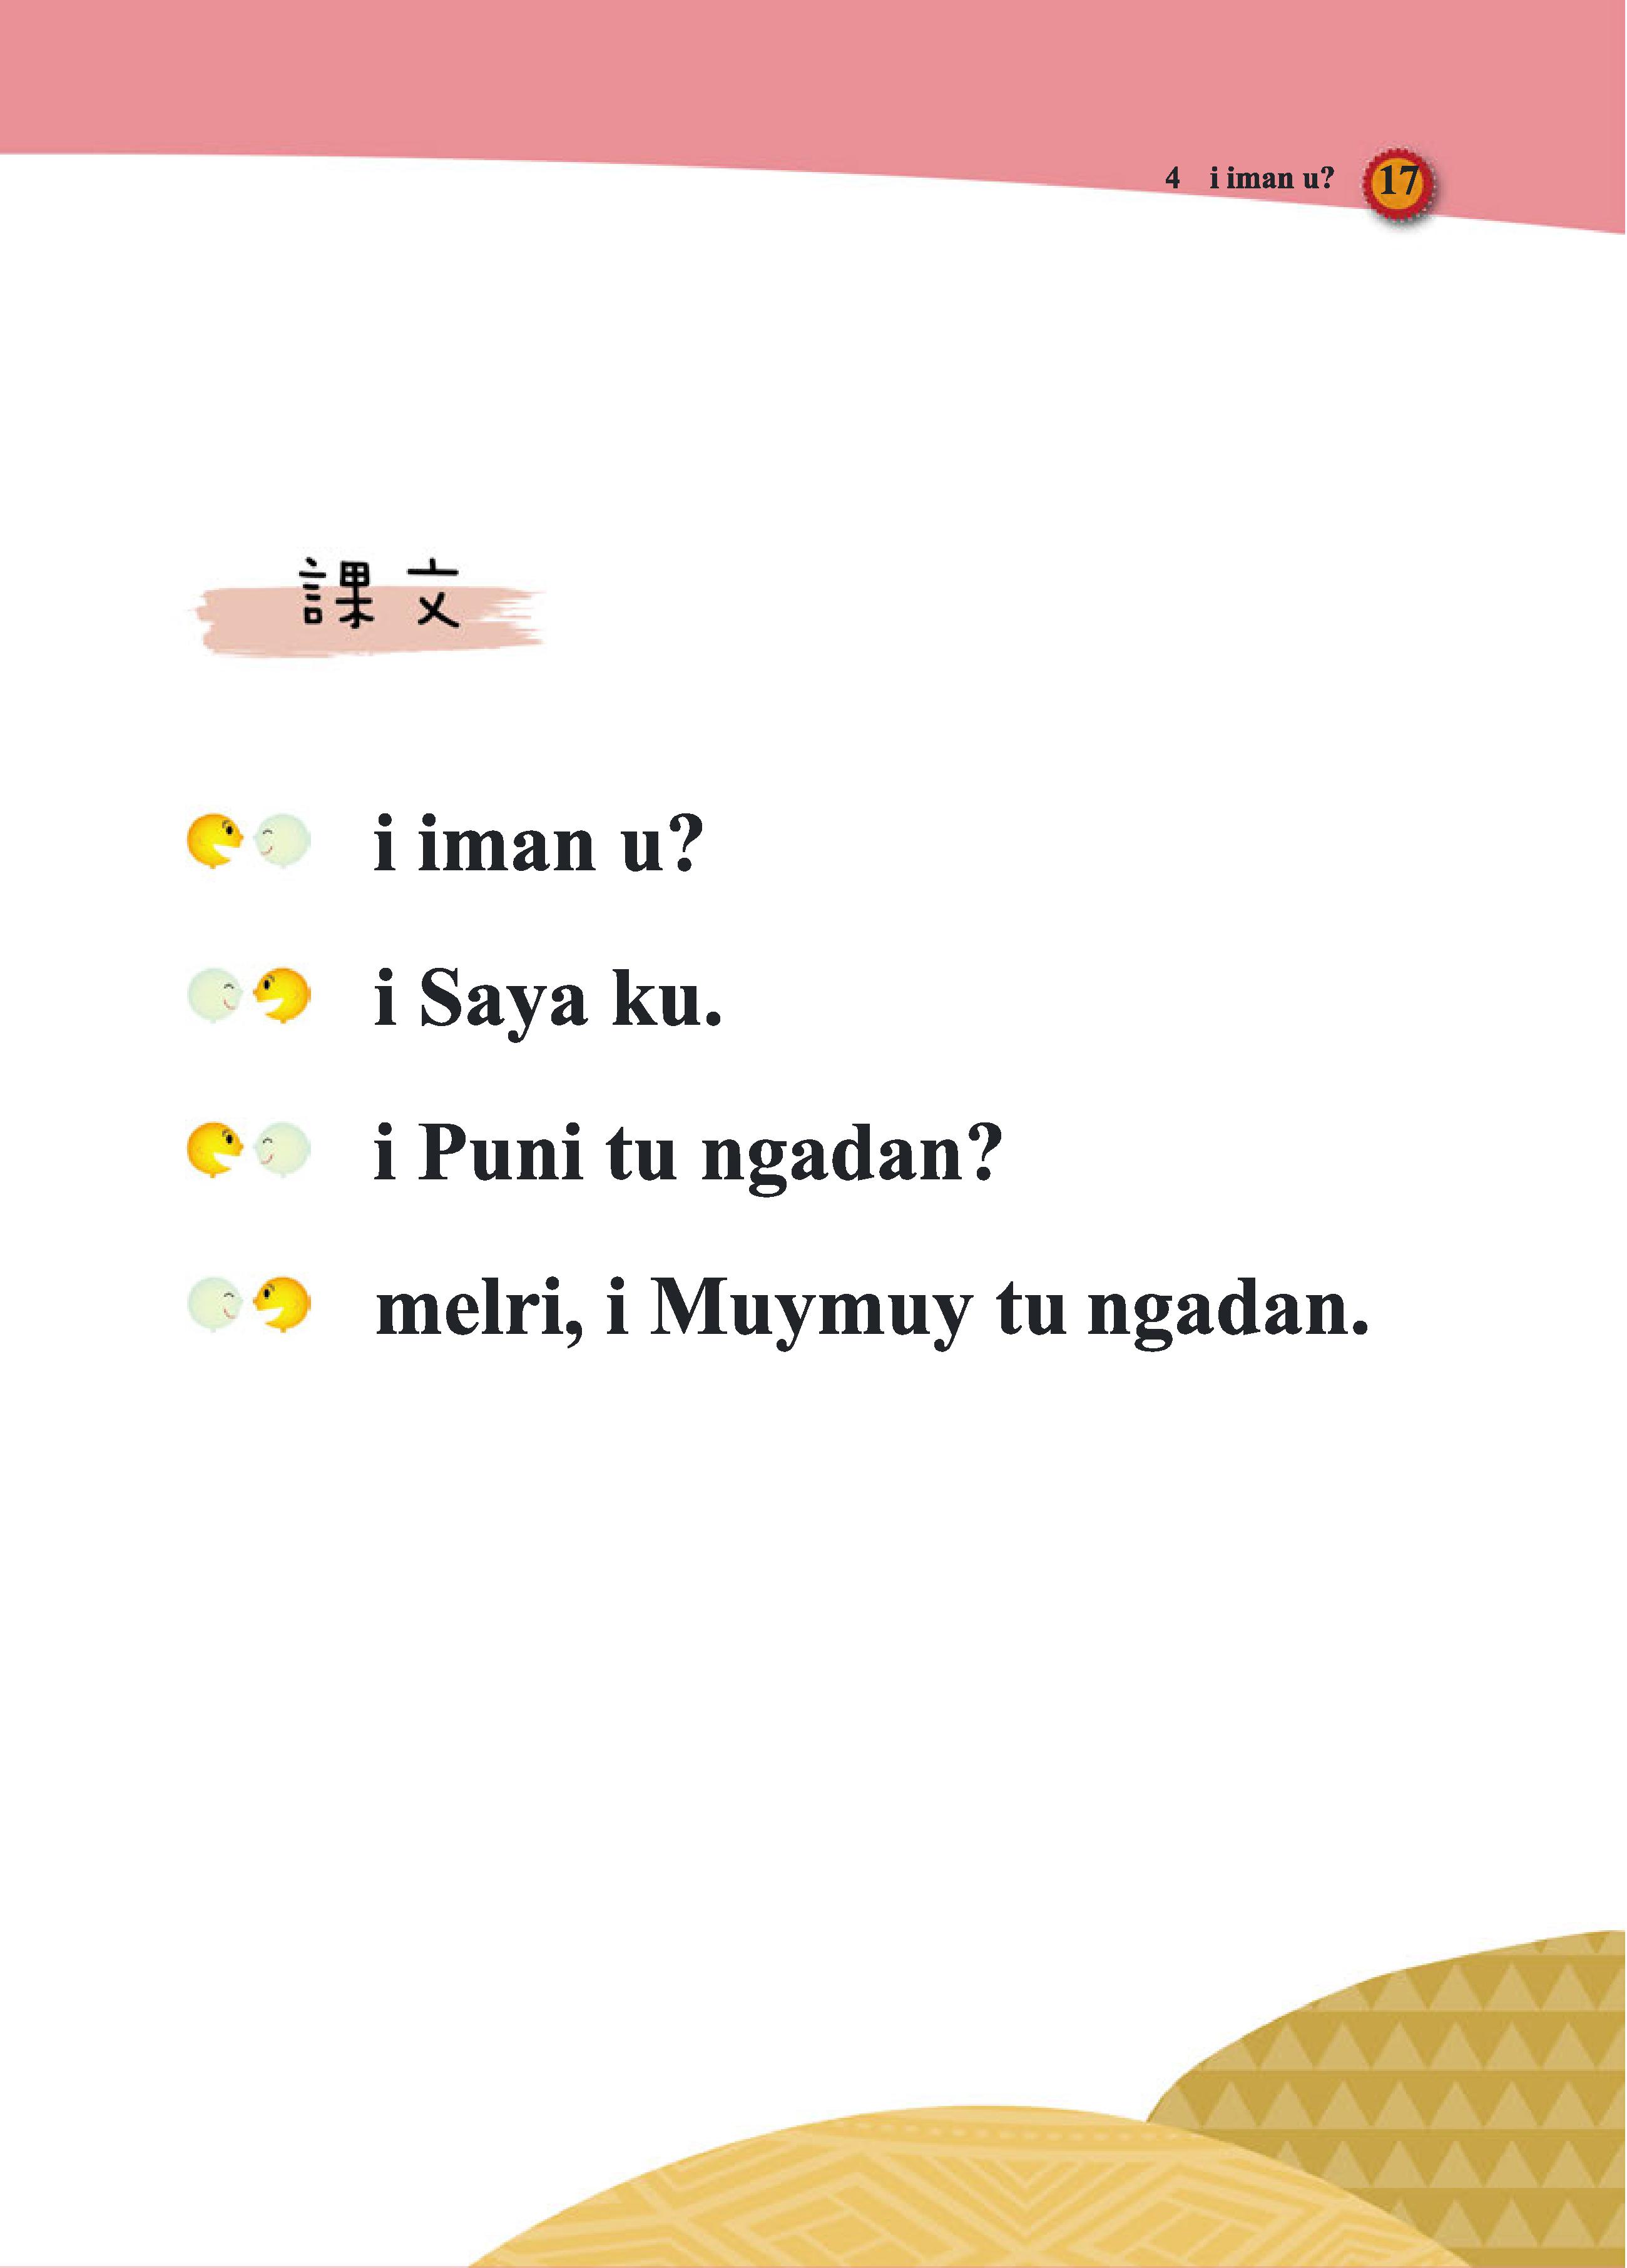 4 i iman u? 17
課文
i iman u?
i Saya ku.
i Puni tu ngadan?
melri, i Muymuy tu ngadan.